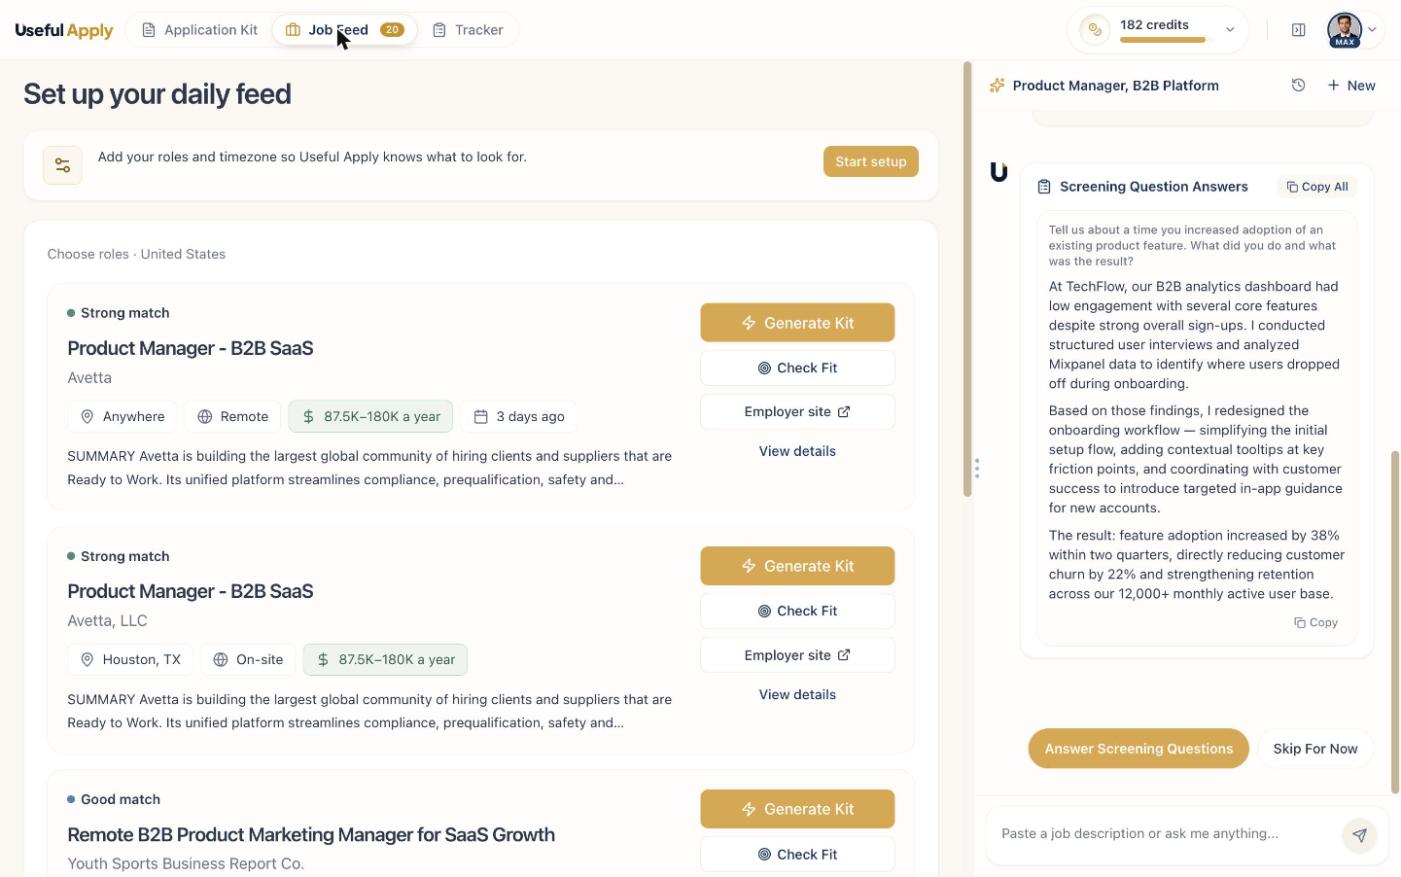 Useful Apply
Application Kit
Job Feed 20
Tracker
182 credits
MAX
Set up your daily feed
Add your roles and timezone so Useful Apply knows what to look for.
Start setup
Choose roles · United States
Strong match
Product Manager - B2B SaaS
Avetta
Anywhere
Remote
$ 87.5K–180K a year
3 days ago
SUMMARY Avetta is building the largest global community of hiring clients and suppliers that are
Ready to Work. Its unified platform streamlines compliance, prequalification, safety and...
Generate Kit
Check Fit
Employer site
View details
Strong match
Product Manager - B2B SaaS
Avetta, LLC
Houston, TX
On-site
$ 87.5K–180K a year
SUMMARY Avetta is building the largest global community of hiring clients and suppliers that are
Ready to Work. Its unified platform streamlines compliance, prequalification, safety and...
Generate Kit
Check Fit
Employer site
View details
Good match
Remote B2B Product Marketing Manager for SaaS Growth
Youth Sports Business Report Co.
Generate Kit
Check Fit
Product Manager, B2B Platform
+ New
U
Screening Question Answers
Copy All
Tell us about a time you increased adoption of an
existing product feature. What did you do and what
was the result?
At TechFlow, our B2B analytics dashboard had
low engagement with several core features
despite strong overall sign-ups. I conducted
structured user interviews and analyzed
Mixpanel data to identify where users dropped
off during onboarding.
Based on those findings, I redesigned the
onboarding workflow — simplifying the initial
setup flow, adding contextual tooltips at key
friction points, and coordinating with customer
success to introduce targeted in-app guidance
for new accounts.
The result: feature adoption increased by 38%
within two quarters, directly reducing customer
churn by 22% and strengthening retention
across our 12,000+ monthly active user base.
Copy
Answer Screening Questions
Skip For Now
Paste a job description or ask me anything...